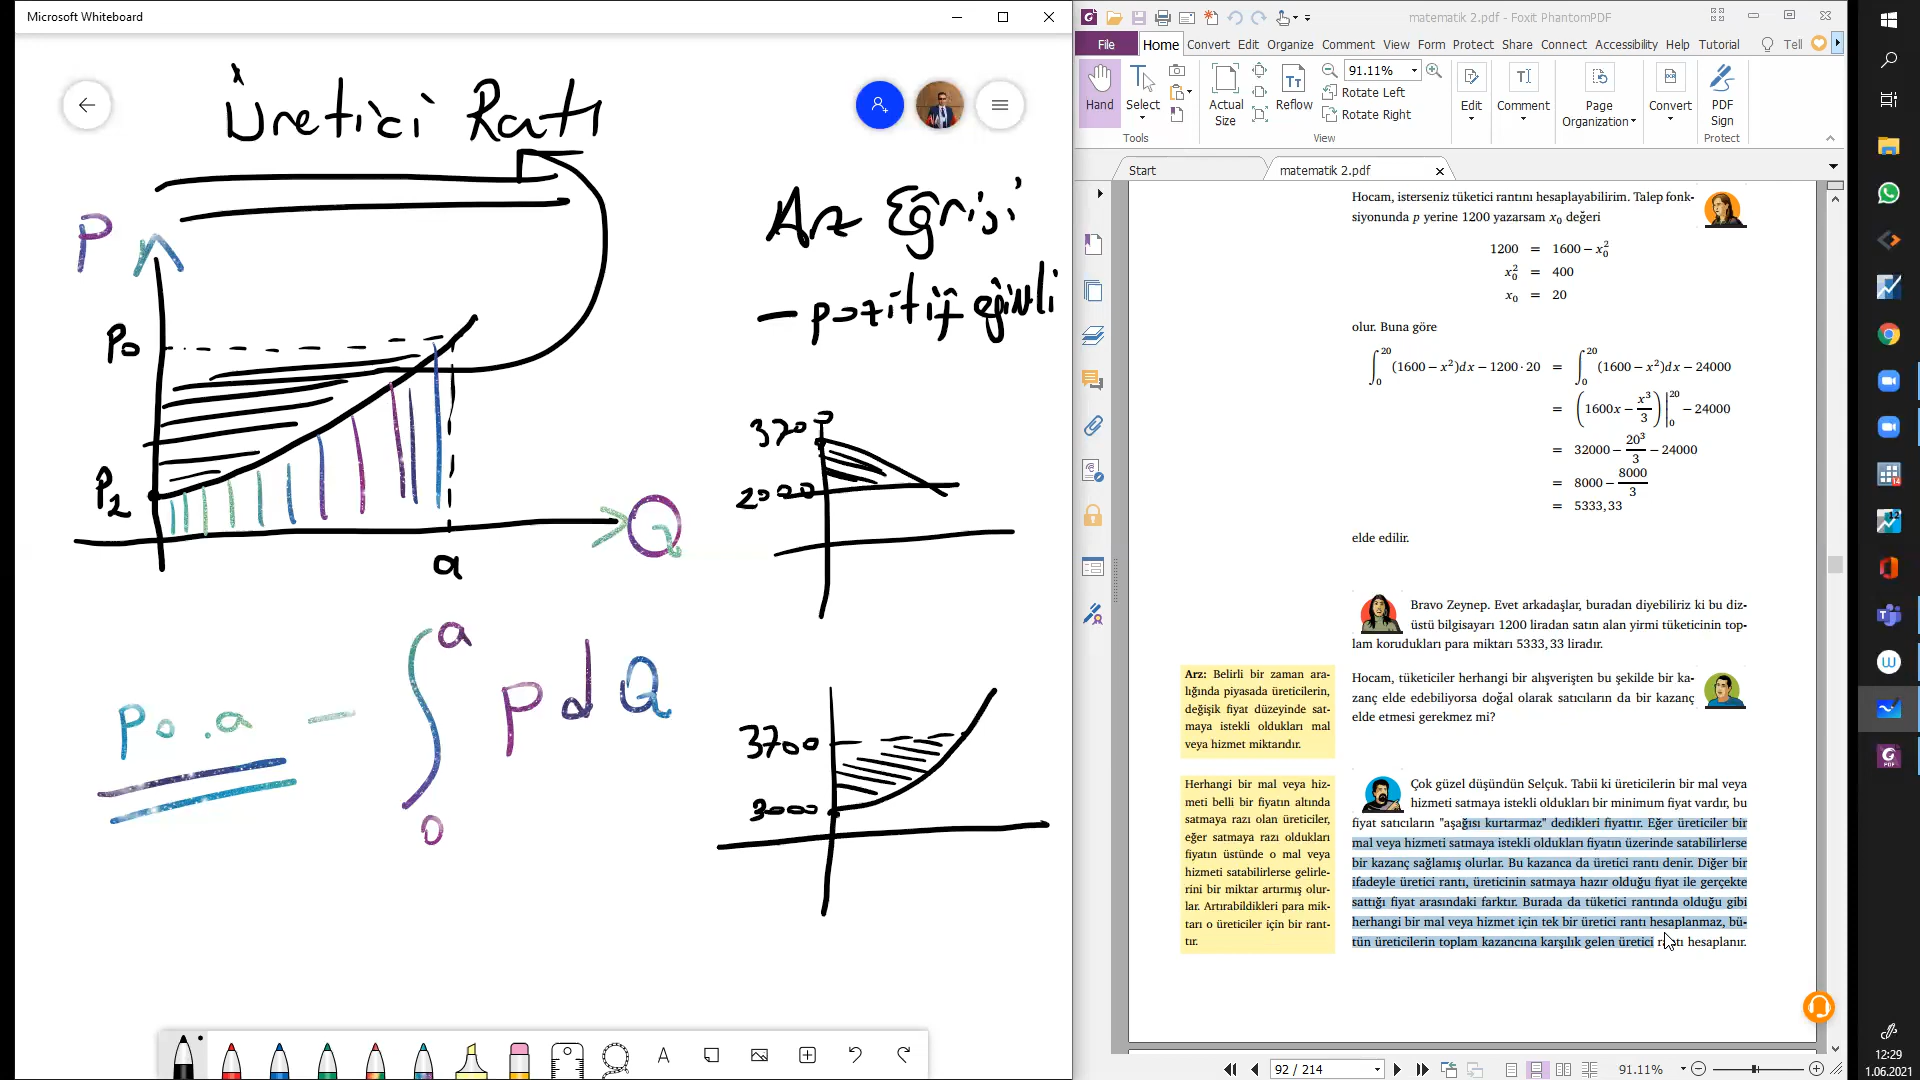 Microsoft Whiteboard
Üretici Rantı
P
P0
P2
Q
a
Arz Eğrisi
— pozitif eğimli
P
3700
2000
P0 . a — ∫
a
0
P d Q
3700
3000
matematik 2.pdf - Foxit PhantomPDF
File Home Convert Edit Organize Comment View Form Protect Share Connect Accessibility Help Tutorial Tell
Hand Select Actual Size Reflow 91.11% Rotate Left Rotate Right Edit Comment Page Organization Convert PDF Sign
Tools View Protect
Start matematik 2.pdf
Hocam, isterseniz tüketici rantını hesaplayabilirim. Talep fonk-
siyonunda p yerine 1200 yazarsam x₀ değeri
1200 = 1600 − x₀²
x₀² = 400
x₀ = 20
olur. Buna göre
∫₀²⁰ (1600 − x²)dx − 1200 · 20 = ∫₀²⁰ (1600 − x²)dx − 24000
= (1600x − x³/3)|₀²⁰ − 24000
= 32000 − 20³/3 − 24000
= 8000 − 8000/3
= 5333,33
elde edilir.
Bravo Zeynep. Evet arkadaşlar, buradan diyebiliriz ki bu diz-
üstü bilgisayarı 1200 liradan satın alan yirmi tüketicinin top-
lam korudukları para miktarı 5333,33 liradır.
Arz: Belirli bir zaman ara-
lığında piyasada üreticilerin,
değişik fiyat düzeyinde sat-
maya istekli oldukları mal
veya hizmet miktarıdır.
Hocam, tüketiciler herhangi bir alışverişten bu şekilde bir ka-
zanç elde edebiliyorsa doğal olarak satıcıların da bir kazanç
elde etmesi gerekmez mi?
Herhangi bir mal veya hiz-
meti belli bir fiyatın altında
satmaya razı olan üreticiler,
eğer satmaya razı oldukları
fiyatın üstünde o mal veya
hizmeti satabilirlerse gelirle-
rini bir miktar artırmış olur-
lar. Artırabildikleri para mik-
tarı o üreticiler için bir rant-
tır.
Çok güzel düşündün Selçuk. Tabii ki üreticilerin bir mal veya
hizmeti satmaya istekli oldukları bir minimum fiyat vardır, bu
fiyat satıcıların "aşağısı kurtarmaz" dedikleri fiyattır. Eğer üreticiler bir
mal veya hizmeti satmaya istekli oldukları fiyatın üzerinde satabilirlerse
bir kazanç sağlamış olurlar. Bu kazanca da üretici rantı denir. Diğer bir
ifadeyle üretici rantı, üreticinin satmaya hazır olduğu fiyat ile gerçekte
sattığı fiyat arasındaki farktır. Burada da tüketici rantında olduğu gibi
herhangi bir mal veya hizmet için tek bir üretici rantı hesaplanmaz, bü-
tün üreticilerin toplam kazancına karşılık gelen üretici rantı hesaplanır.
92 / 214
91.11%
12:29
1.06.2021